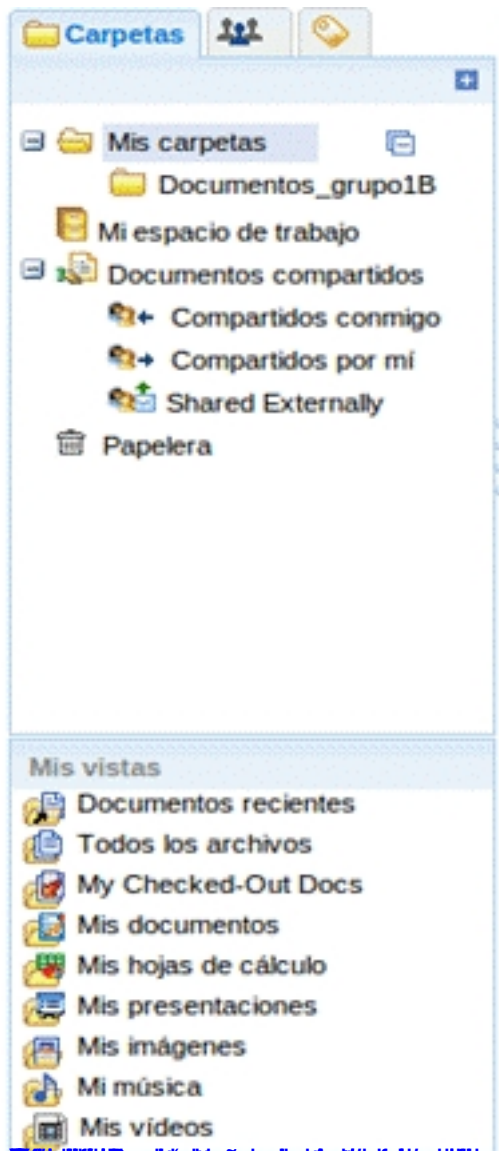 Carpetas
Mis carpetas
Documentos_grupo1B
Mi espacio de trabajo
Documentos compartidos
Compartidos conmigo
Compartidos por mí
Shared Externally
Papelera
Mis vistas
Documentos recientes
Todos los archivos
My Checked-Out Docs
Mis documentos
Mis hojas de cálculo
Mis presentaciones
Mis imágenes
Mi música
Mis vídeos